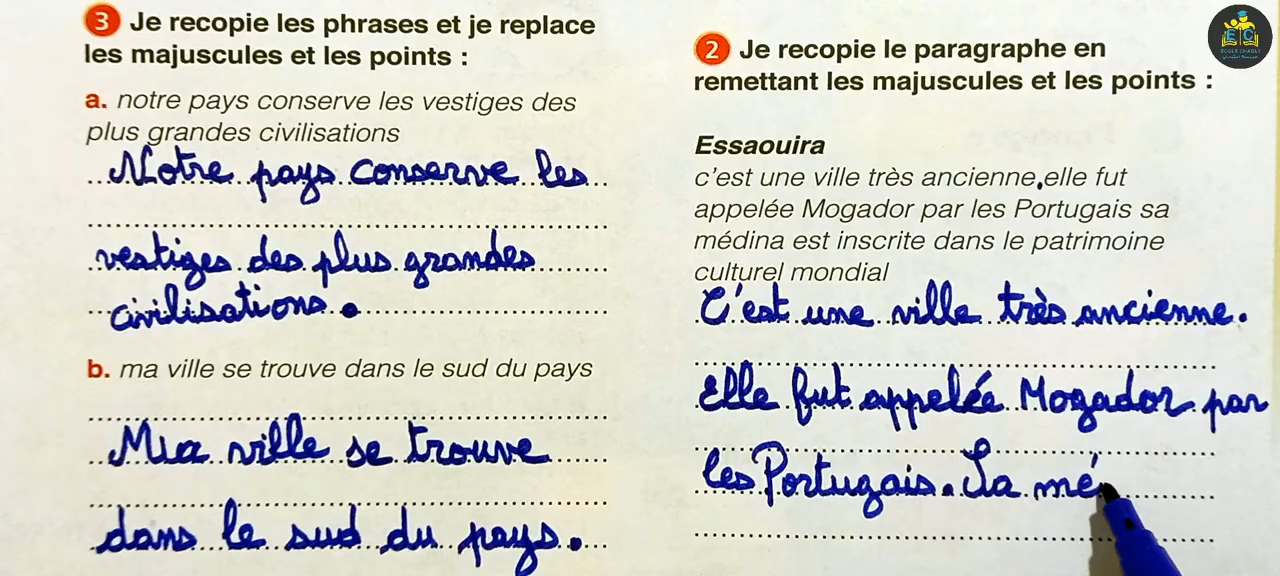 3 Je recopie les phrases et je replace
les majuscules et les points :
a. notre pays conserve les vestiges des
plus grandes civilisations
Notre pays conserve les
vestiges des plus grandes
civilisations.
b. ma ville se trouve dans le sud du pays
Ma ville se trouve
dans le sud du pays.
2 Je recopie le paragraphe en
remettant les majuscules et les points :
Essaouira
c'est une ville très ancienne.elle fut
appelée Mogador par les Portugais sa
médina est inscrite dans le patrimoine
culturel mondial
C'est une ville très ancienne.
Elle fut appelée Mogador par
les Portugais. Sa mé
EC